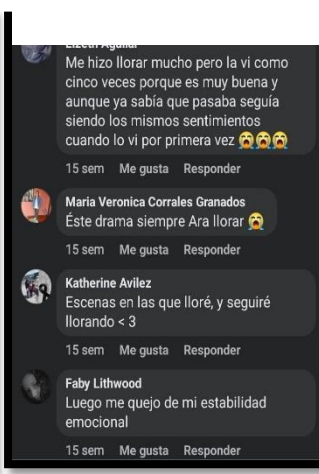 Lizeth Aguilar
Me hizo llorar mucho pero la vi como
cinco veces porque es muy buena y
aunque ya sabía que pasaba seguía
siendo los mismos sentimientos
cuando lo vi por primera vez 😭😭😭
15 sem Me gusta Responder
Maria Veronica Corrales Granados
Éste drama siempre Ara llorar 😭
15 sem Me gusta Responder
Katherine Avilez
Escenas en las que lloré, y seguiré
llorando < 3
15 sem Me gusta Responder
Faby Lithwood
Luego me quejo de mi estabilidad
emocional
15 sem Me gusta Responder